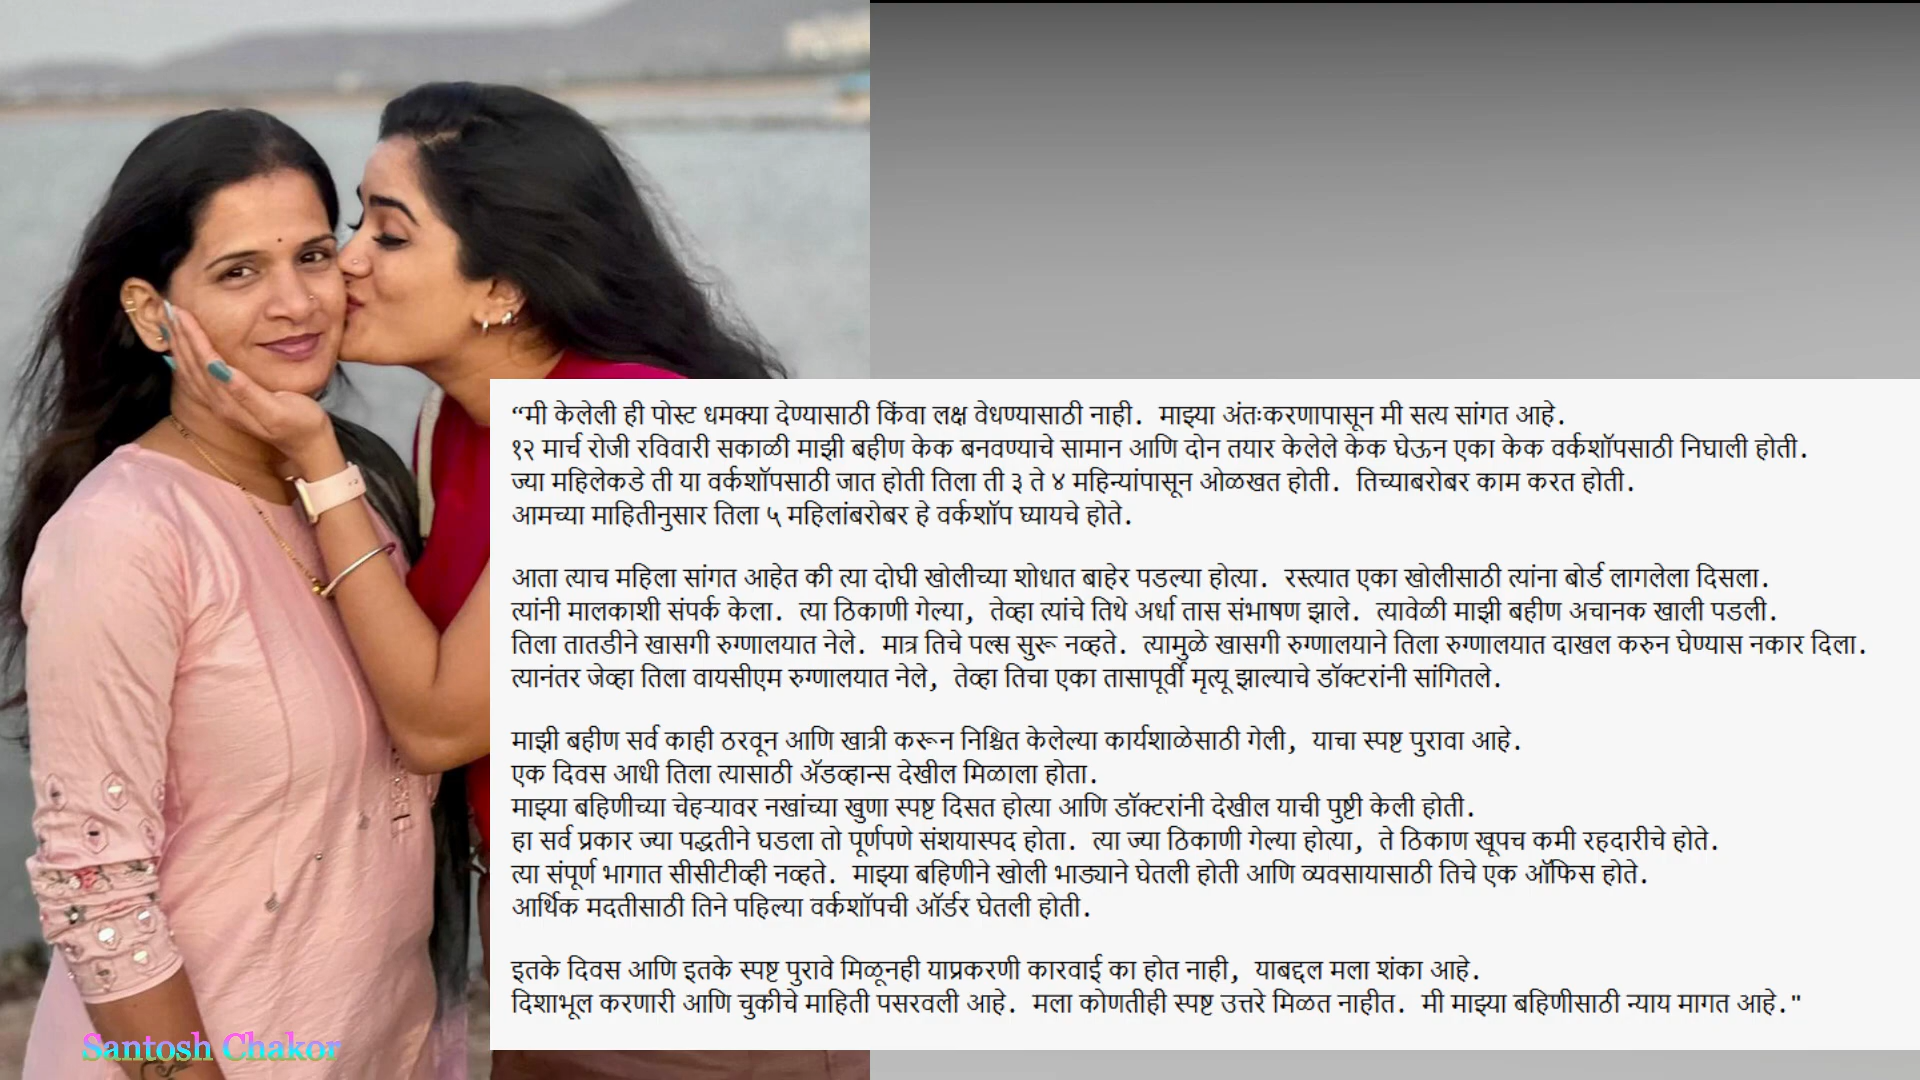 “मी केलेली ही पोस्ट धमक्या देण्यासाठी किंवा लक्ष वेधण्यासाठी नाही. माझ्या अंतःकरणापासून मी सत्य सांगत आहे.
१२ मार्च रोजी रविवारी सकाळी माझी बहीण केक बनवण्याचे सामान आणि दोन तयार केलेले केक घेऊन एका केक वर्कशॉपसाठी निघाली होती.
ज्या महिलेकडे ती या वर्कशॉपसाठी जात होती तिला ती ३ ते ४ महिन्यांपासून ओळखत होती. तिच्याबरोबर काम करत होती.
आमच्या माहितीनुसार तिला ५ महिलांबरोबर हे वर्कशॉप घ्यायचे होते.
आता त्याच महिला सांगत आहेत की त्या दोघी खोलीच्या शोधात बाहेर पडल्या होत्या. रस्त्यात एका खोलीसाठी त्यांना बोर्ड लागलेला दिसला.
त्यांनी मालकाशी संपर्क केला. त्या ठिकाणी गेल्या, तेव्हा त्यांचे तिथे अर्धा तास संभाषण झाले. त्यावेळी माझी बहीण अचानक खाली पडली.
तिला तातडीने खासगी रुग्णालयात नेले. मात्र तिचे पल्स सुरू नव्हते. त्यामुळे खासगी रुग्णालयाने तिला रुग्णालयात दाखल करुन घेण्यास नकार दिला.
त्यानंतर जेव्हा तिला वायसीएम रुग्णालयात नेले, तेव्हा तिचा एका तासापूर्वी मृत्यू झाल्याचे डॉक्टरांनी सांगितले.
माझी बहीण सर्व काही ठरवून आणि खात्री करून निश्चित केलेल्या कार्यशाळेसाठी गेली, याचा स्पष्ट पुरावा आहे.
एक दिवस आधी तिला त्यासाठी ॲडव्हान्स देखील मिळाला होता.
माझ्या बहिणीच्या चेहऱ्यावर नखांच्या खुणा स्पष्ट दिसत होत्या आणि डॉक्टरांनी देखील याची पुष्टी केली होती.
हा सर्व प्रकार ज्या पद्धतीने घडला तो पूर्णपणे संशयास्पद होता. त्या ज्या ठिकाणी गेल्या होत्या, ते ठिकाण खूपच कमी रहदारीचे होते.
त्या संपूर्ण भागात सीसीटीव्ही नव्हते. माझ्या बहिणीने खोली भाड्याने घेतली होती आणि व्यवसायासाठी तिचे एक ऑफिस होते.
आर्थिक मदतीसाठी तिने पहिल्या वर्कशॉपची ऑर्डर घेतली होती.
इतके दिवस आणि इतके स्पष्ट पुरावे मिळूनही याप्रकरणी कारवाई का होत नाही, याबद्दल मला शंका आहे.
दिशाभूल करणारी आणि चुकीचे माहिती पसरवली आहे. मला कोणतीही स्पष्ट उत्तरे मिळत नाहीत. मी माझ्या बहिणीसाठी न्याय मागत आहे."
Santosh Chakor